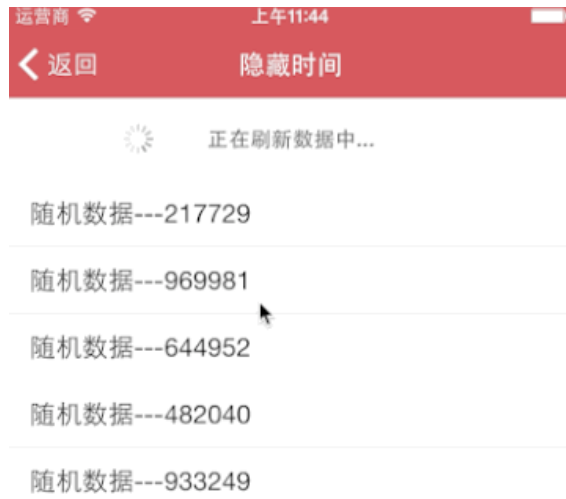 运营商 上午11:44
返回 隐藏时间
正在刷新数据中...
随机数据---217729
随机数据---969981
随机数据---644952
随机数据---482040
随机数据---933249